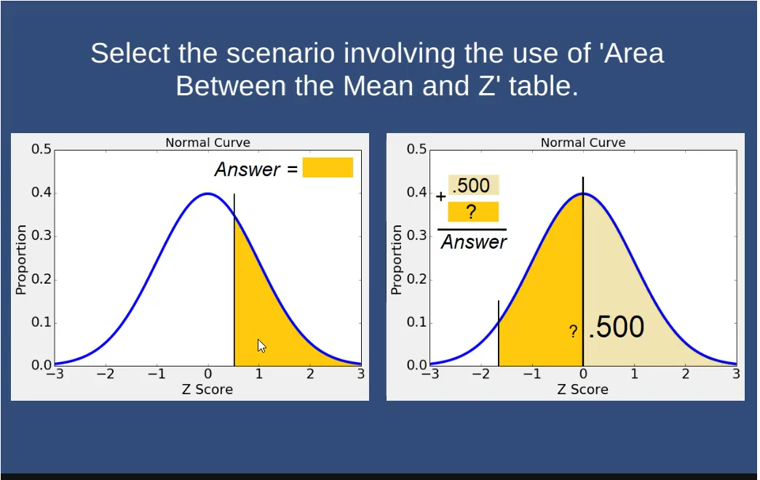 Select the scenario involving the use of 'Area
Between the Mean and Z' table.
Normal Curve
Answer =
Proportion
0.5
0.4
0.3
0.2
0.1
0.0
−3 −2 −1 0 1 2 3
Z Score
Normal Curve
.500
+
?
Answer
? .500
Proportion
0.5
0.4
0.3
0.2
0.1
0.0
−3 −2 −1 0 1 2 3
Z Score